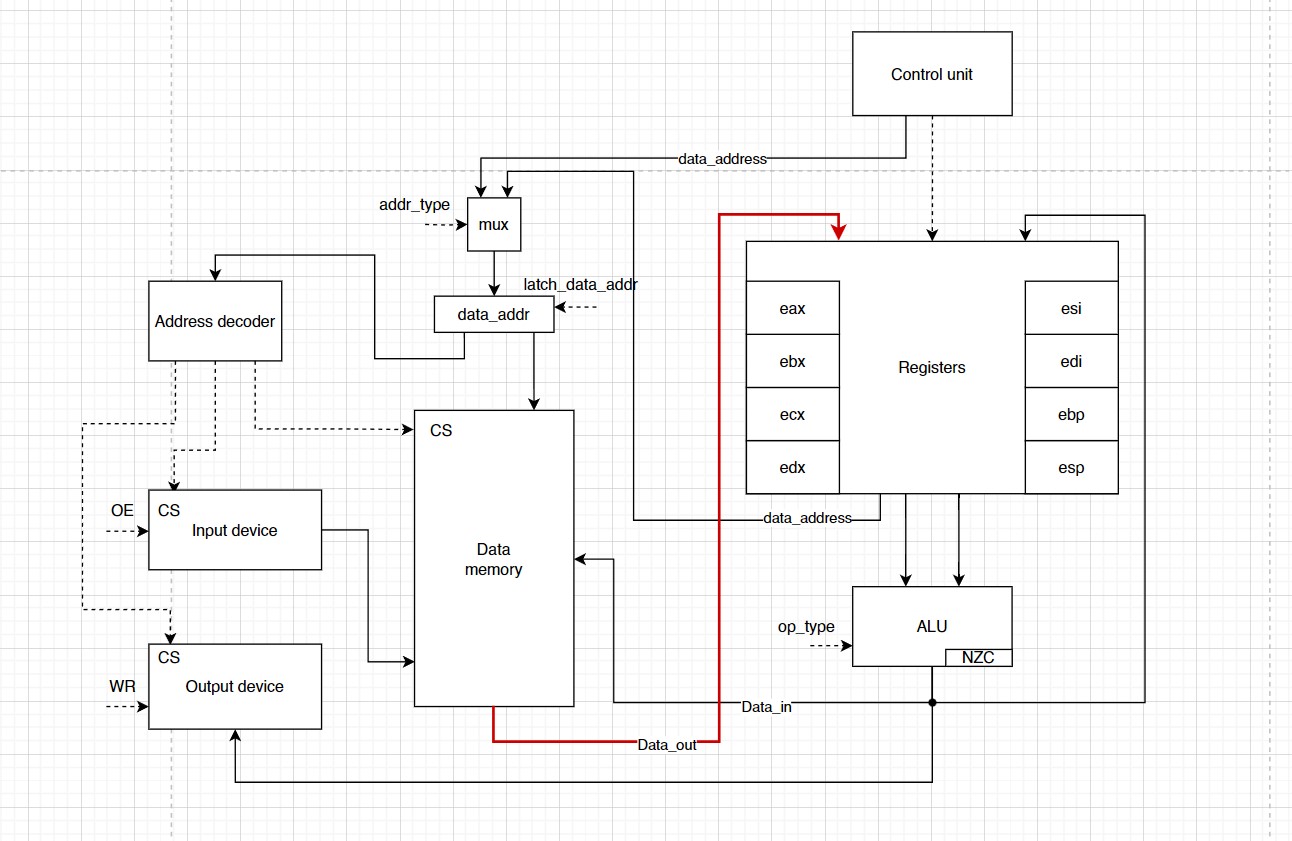 Control unit
data_address
addr_type
mux
latch_data_addr
data_addr
Address decoder
eax
ebx
ecx
edx
Registers
esi
edi
ebp
esp
CS
Data
memory
OE
CS
Input device
data_address
op_type
ALU
NZC
CS
WR
Output device
Data_in
Data_out